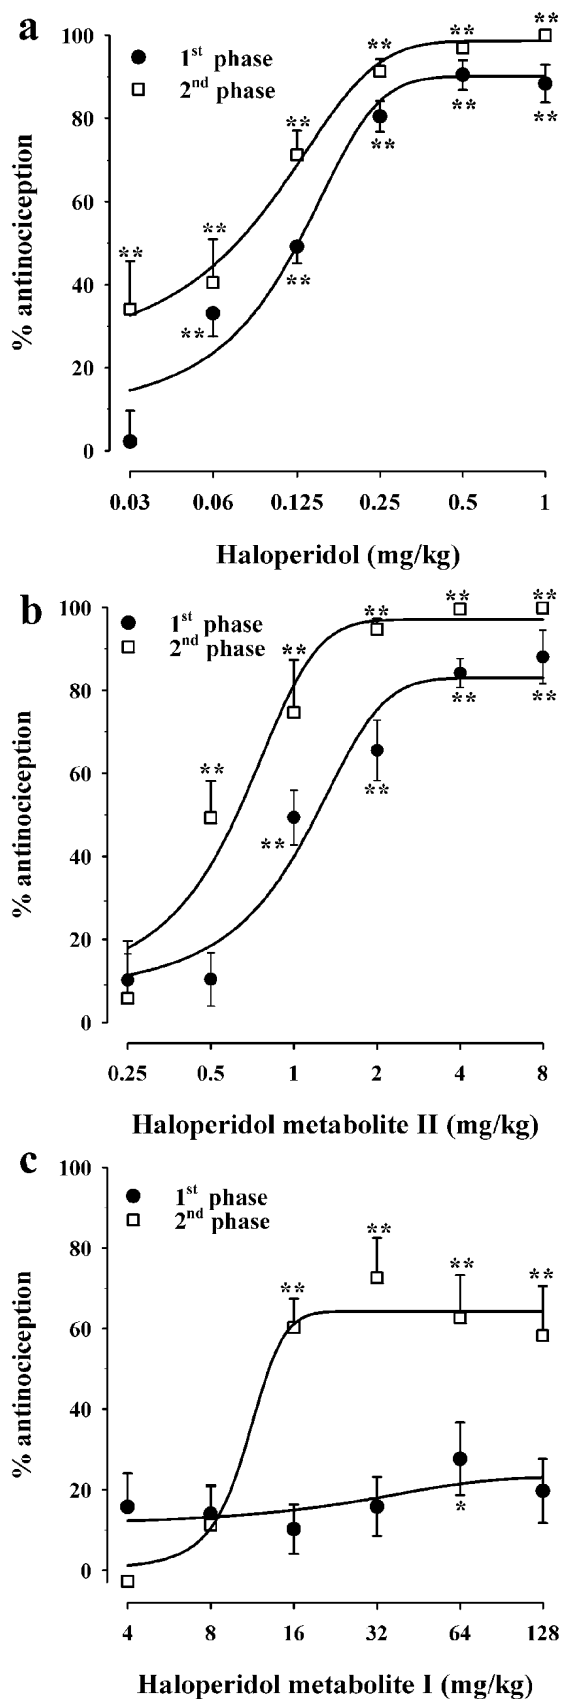 a
100
80
60
40
20
0
% antinociception
1st phase
2nd phase
**
**
**
**
**
**
**
**
**
**
**
0.03 0.06 0.125 0.25 0.5 1
Haloperidol (mg/kg)
b
100
80
60
40
20
0
% antinociception
1st phase
2nd phase
**
**
**
**
**
**
**
**
**
0.25 0.5 1 2 4 8
Haloperidol metabolite II (mg/kg)
c
100
80
60
40
20
0
% antinociception
1st phase
2nd phase
**
**
**
**
*
4 8 16 32 64 128
Haloperidol metabolite I (mg/kg)